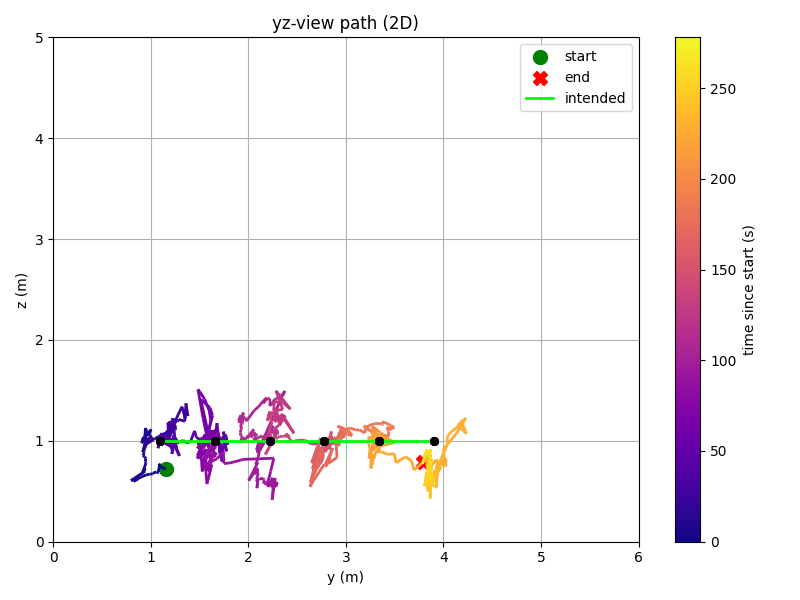 yz-view path (2D)
start
end
intended
5
4
3
2
1
0
z (m)
0 1 2 3 4 5 6
y (m)
250
200
150
100
50
0
time since start (s)